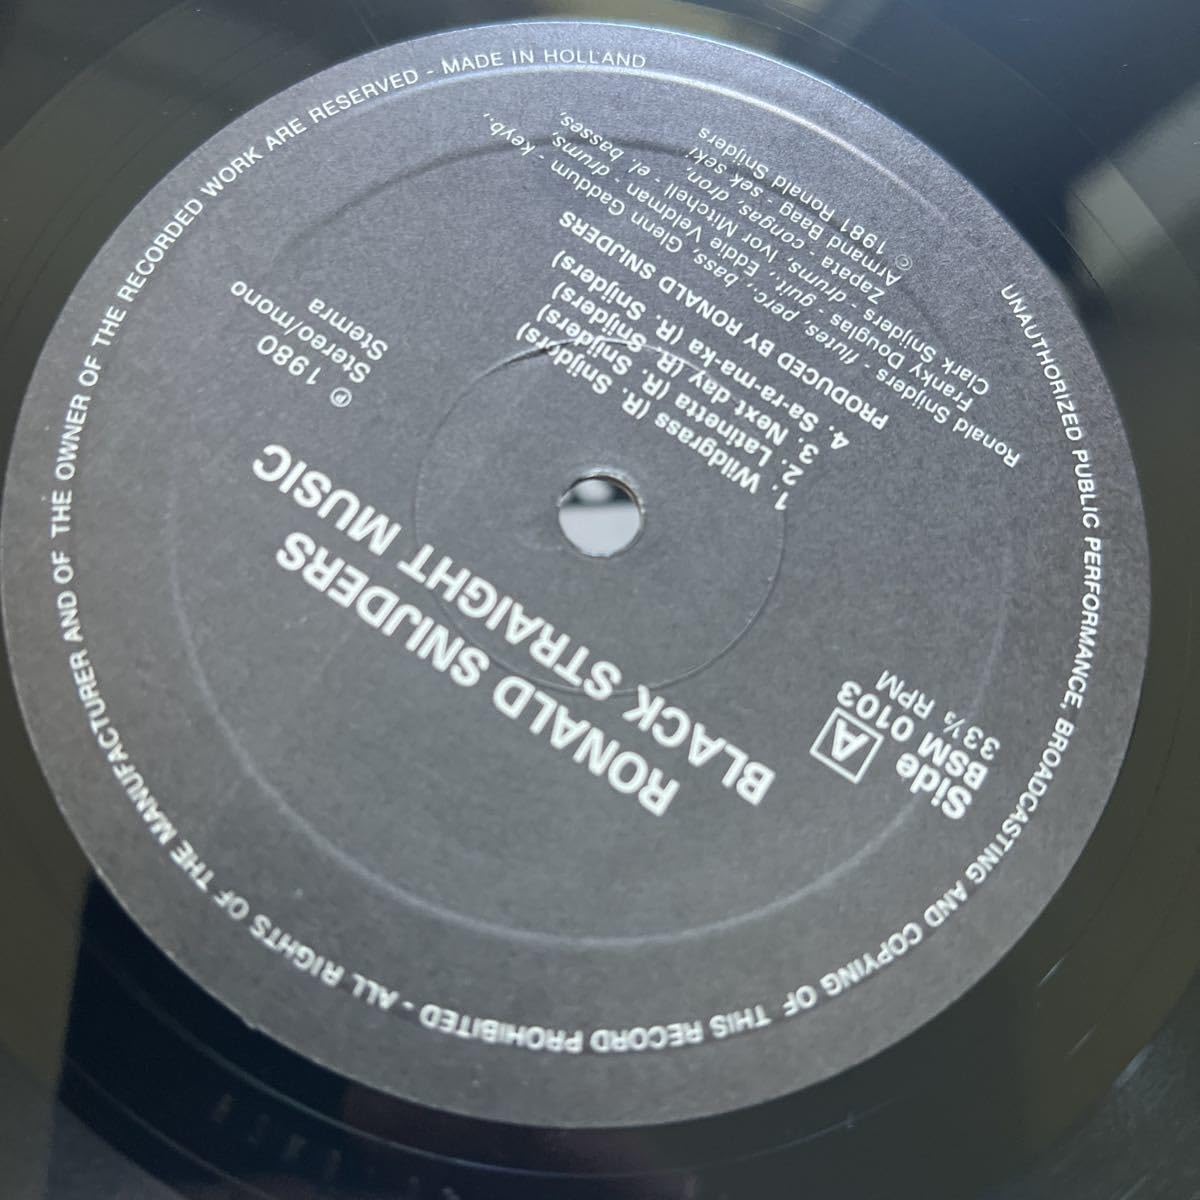 RONALD SNIJDERS
BLACK STRAIGHT MUSIC
Side A
BSM 0103
33⅓ RPM
℗ 1980
Stereo/mono
Stemra
1. Wildgrass (R. Snijders)
2. Latinetta (R. Snijders)
3. Next day (R. Snijders)
4. Sa-ra-ma-ka (R. Snijders)
PRODUCED BY RONALD SNIJDERS
Ronald Snijders - flutes, perc., bass, Glenn Gaddum - keyb.,
Franky Douglas - guit., Eddie Veldman - drums,
Clark Snijders - drums, Ivor Mitchell - el. basses,
Zapata - congas, dron,
Armand Baag - sek seki
© 1981 Ronald Snijders
UNAUTHORIZED PUBLIC PERFORMANCE, BROADCASTING AND COPYING OF THIS RECORD PROHIBITED - ALL RIGHTS OF THE MANUFACTURER AND OF THE OWNER OF THE RECORDED WORK ARE RESERVED - MADE IN HOLLAND